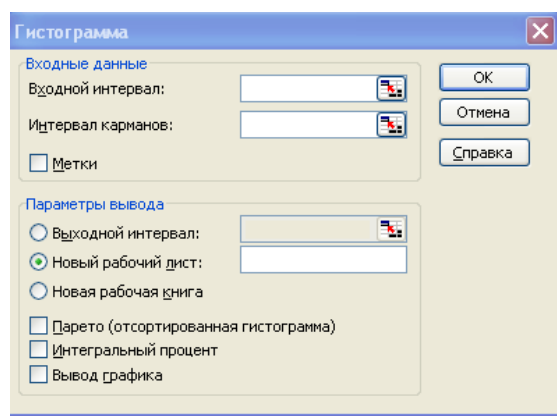 Гистограмма
Входные данные
Входной интервал:
Интервал карманов:
Метки
ОК
Отмена
Справка
Параметры вывода
Выходной интервал:
Новый рабочий лист:
Новая рабочая книга
Парето (отсортированная гистограмма)
Интегральный процент
Вывод графика